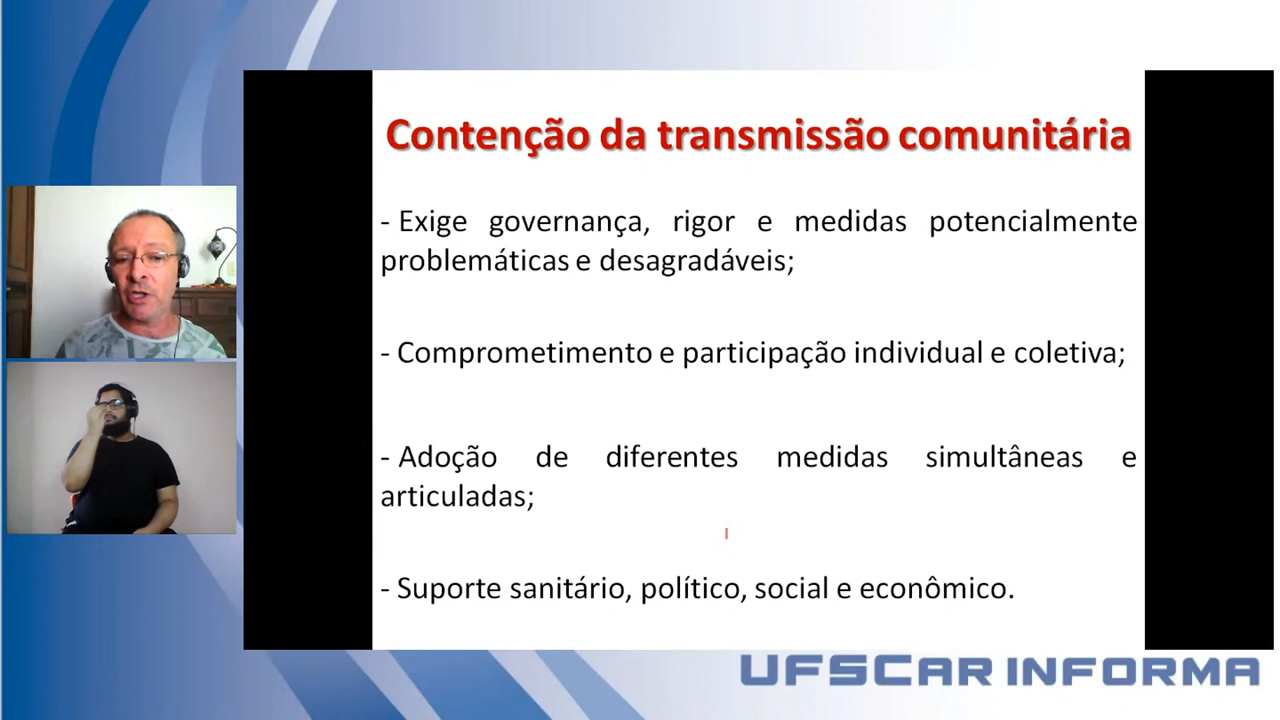 Contenção da transmissão comunitária
- Exige governança, rigor e medidas potencialmente
problemáticas e desagradáveis;
- Comprometimento e participação individual e coletiva;
- Adoção de diferentes medidas simultâneas e
articuladas;
- Suporte sanitário, político, social e econômico.
UFSCAR INFORMA